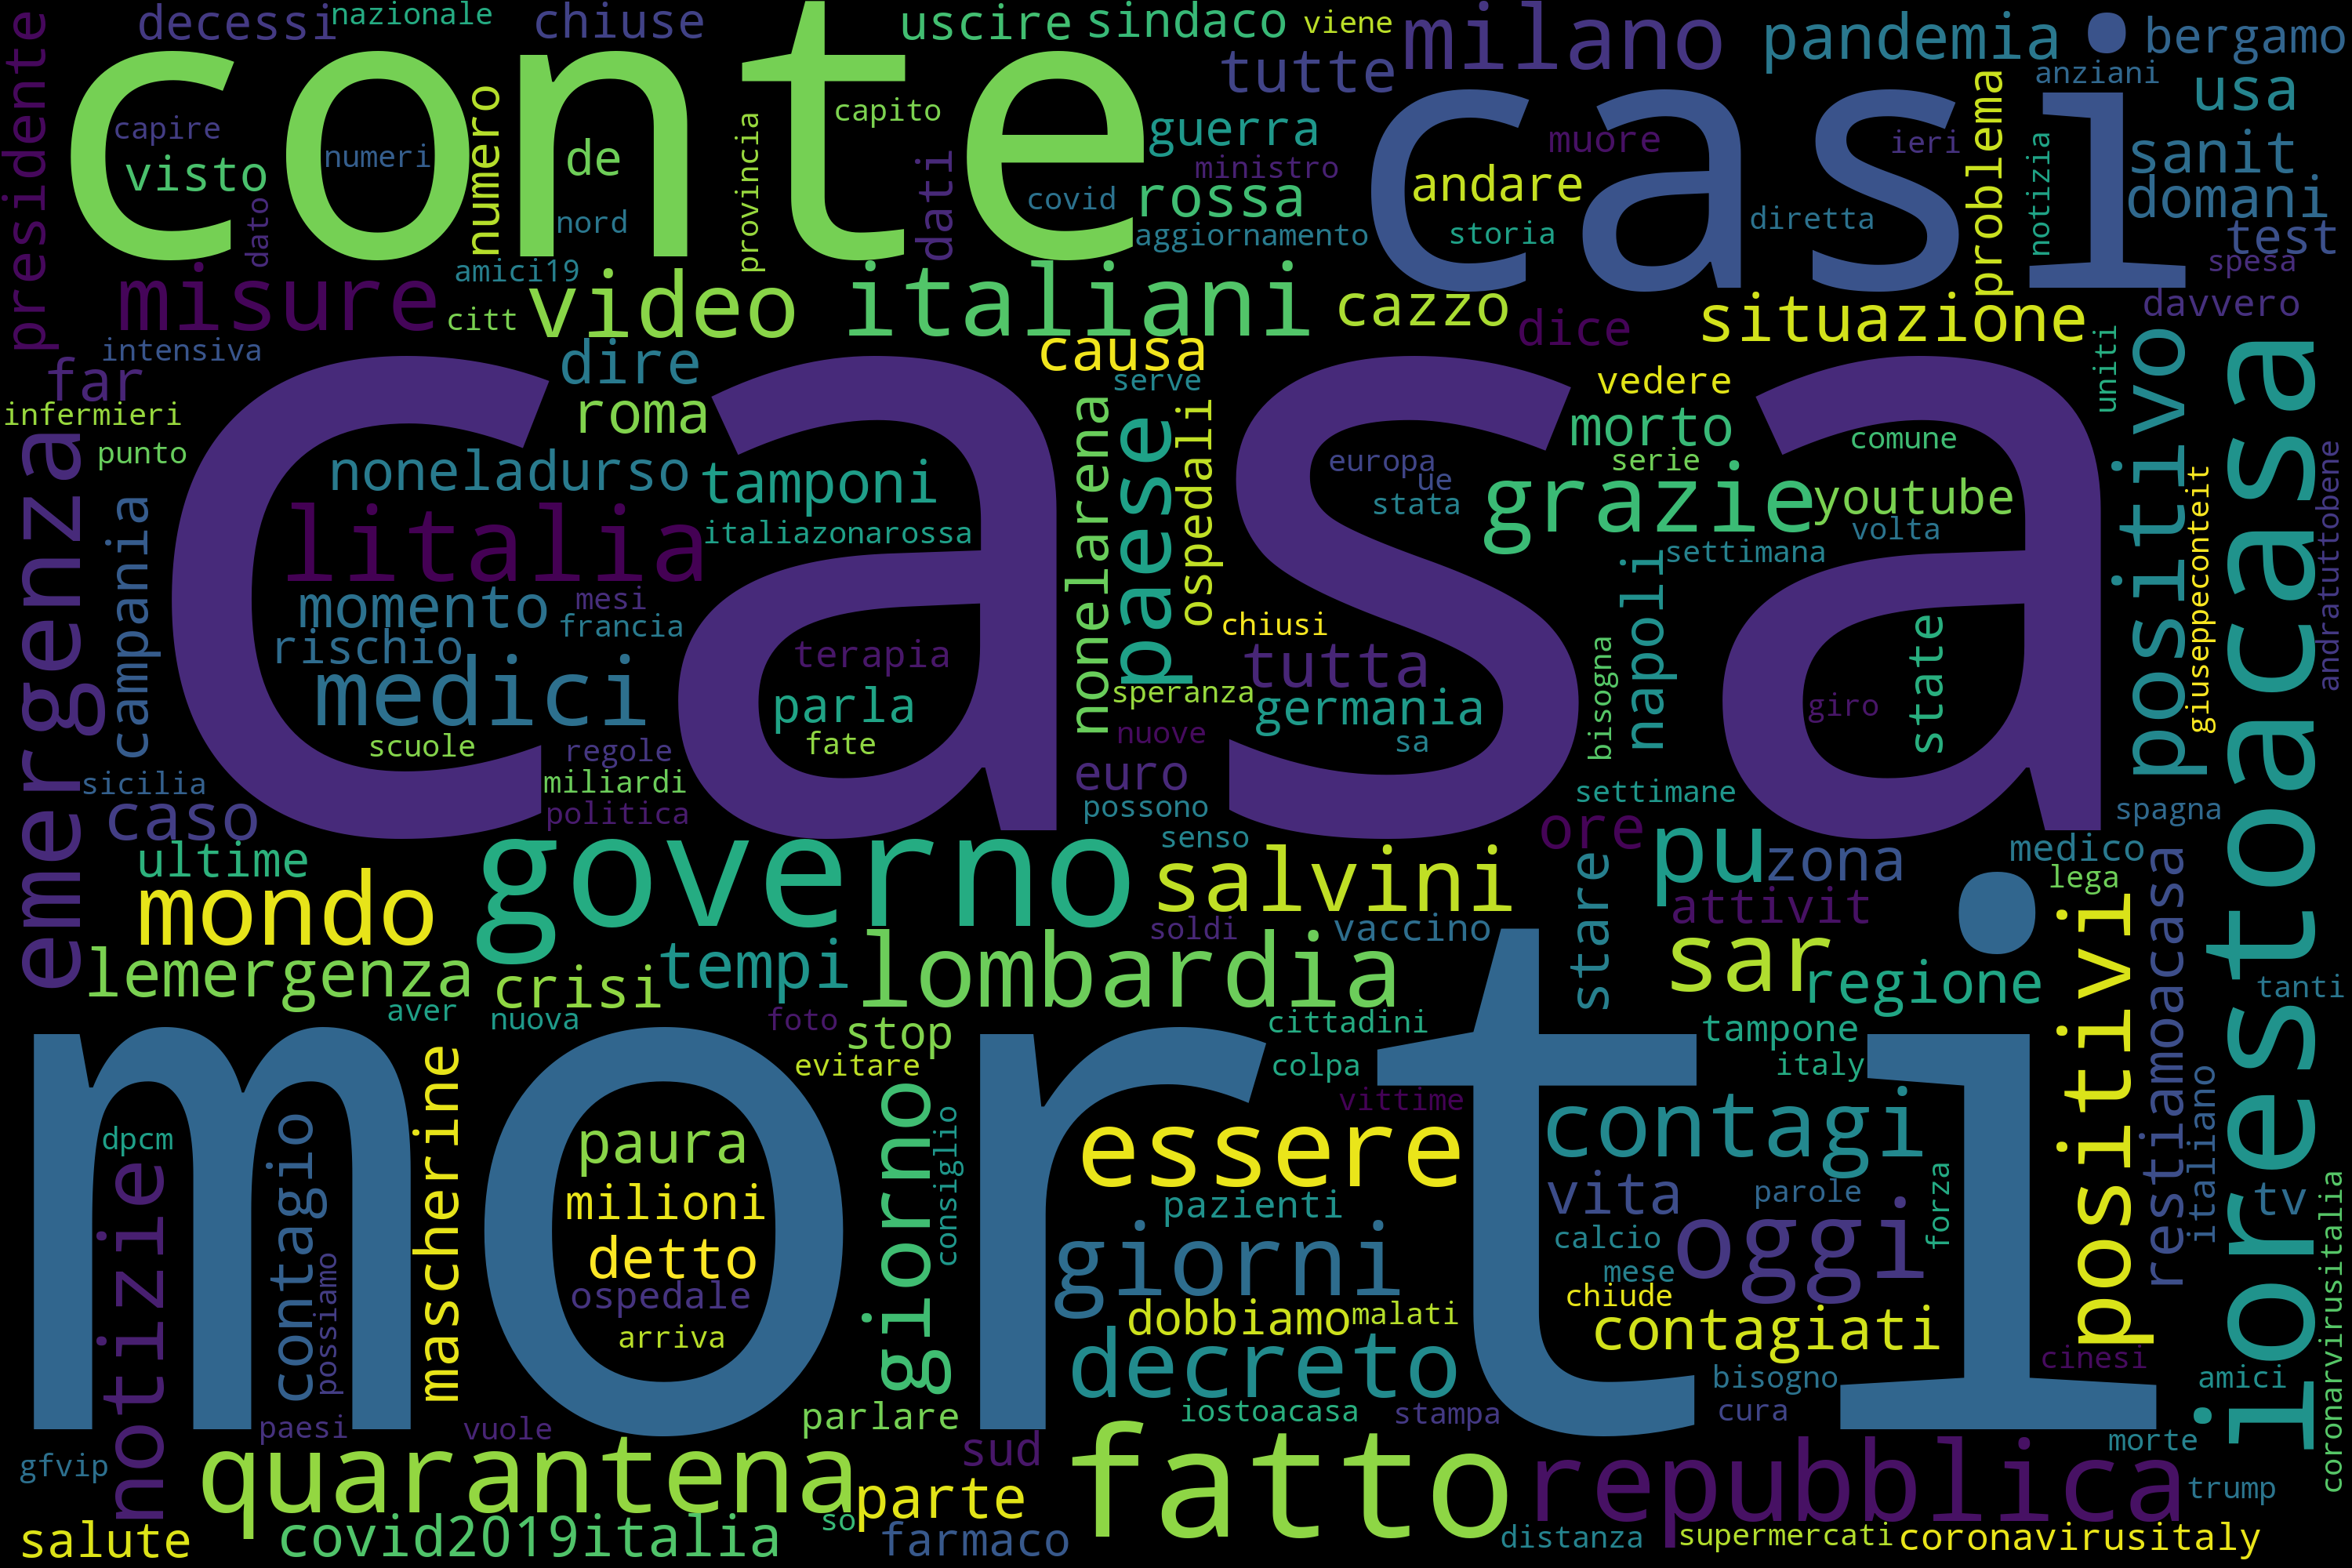 conte
casi
casa
morti
decessi
nazionale
chiuse
uscire
sindaco
viene
milano
pandemia
bergamo
presidente
tutte
anziani
usa
capire
numeri
numero
de
provincia
capito
guerra
ministro
muore
ieri
problema
notizia
sanit
visto
dato
nord
dati
covid
rossa
aggiornamento
andare
storia
diretta
domani
test
spesa
misure
amici19
citt
video
italiani
cazzo
dice
situazione
davvero
intensiva
far
dire
causa
serve
vedere
uniti
positivo
iorestoacasa
infermieri
punto
roma
noneladurso
tamponi
nonelarena
paese
ospedali
europa
ue
stata
morto
serie
comune
grazie
youtube
volta
settimana
giuseppeconteit
andratuttobene
emergenza
campania
litalia
italiazonarossa
momento
mesi
francia
rischio
medici
terapia
parla
fate
scuole
regole
miliardi
politica
chiusi
tutta
speranza
germania
nuove
sa
bisogna
napoli
state
giro
sicilia
caso
euro
possono
senso
settimane
ore
spagna
ultime
mondo
governo
salvini
pu
zona
medico
lega
attivit
soldi
vaccino
stare
lemergenza
crisi
tempi
lombardia
sar
regione
positivi
restiamoacasa
tanti
aver
nuova
foto
stop
evitare
cittadini
colpa
tampone
italy
vittime
italiano
dpcm
notizie
contagio
possiamo
mascherine
paura
milioni
detto
ospedale
arriva
giorno
consiglio
essere
pazienti
giorni
contagi
vita
parole
forza
oggi
calcio
mese
chiude
tv
coronarvirusitalia
dobbiamo
malati
contagiati
cinesi
decreto
bisogno
amici
paesi
vuole
parlare
iostoacasa
stampa
cura
gfvip
quarantena
sud
fatto
repubblica
morte
trump
parte
salute
covid2019italia
so
farmaco
distanza
supermercati
coronavirusitaly